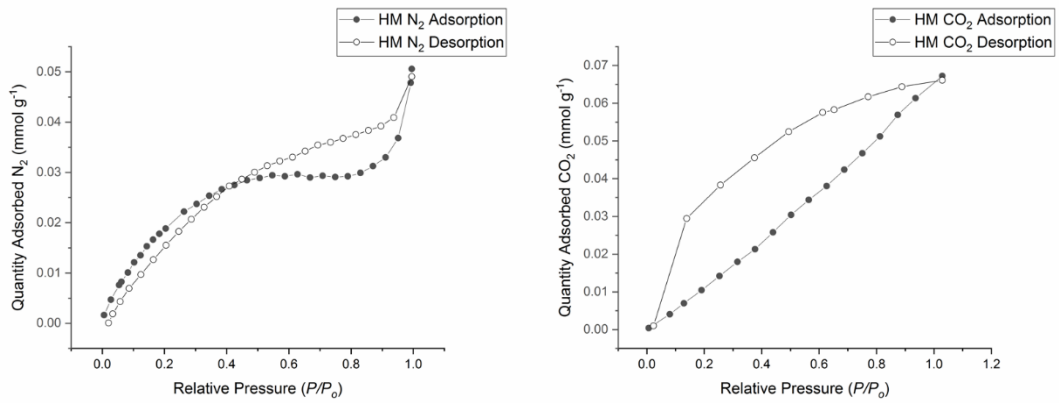 HM N₂ Adsorption
HM N₂ Desorption
0.05
0.04
0.03
0.02
0.01
0.00
Quantity Adsorbed N₂ (mmol g⁻¹)
0.0 0.2 0.4 0.6 0.8 1.0
Relative Pressure (P/Pₒ)
HM CO₂ Adsorption
HM CO₂ Desorption
0.07
0.06
0.05
0.04
0.03
0.02
0.01
0.00
Quantity Adsorbed CO₂ (mmol g⁻¹)
0.0 0.2 0.4 0.6 0.8 1.0 1.2
Relative Pressure (P/Pₒ)